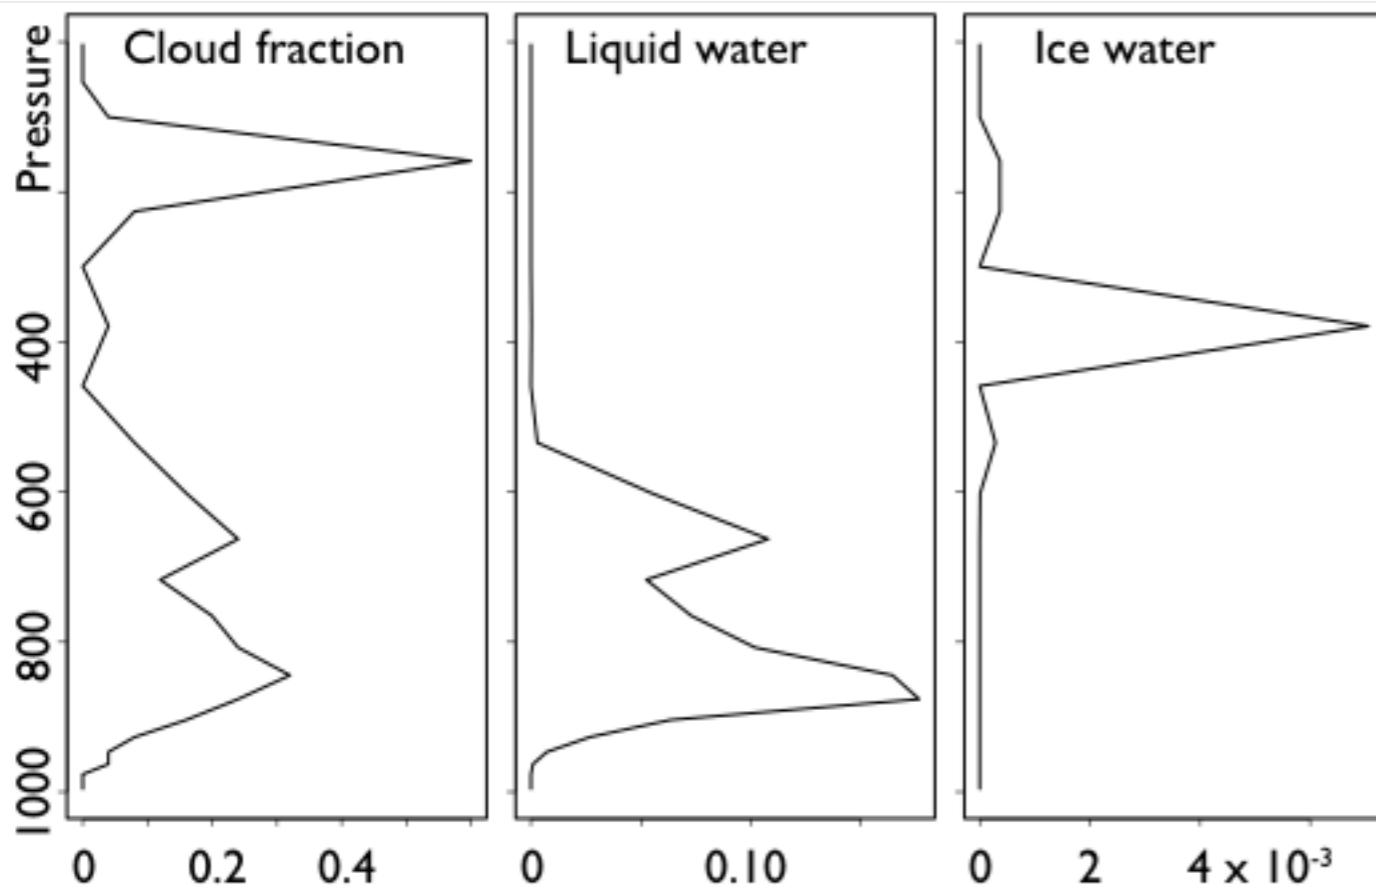 Cloud fraction
Liquid water
Ice water
Pressure
400
600
800
1000
0 0.2 0.4
0 0.10
0 2 4 x 10⁻³